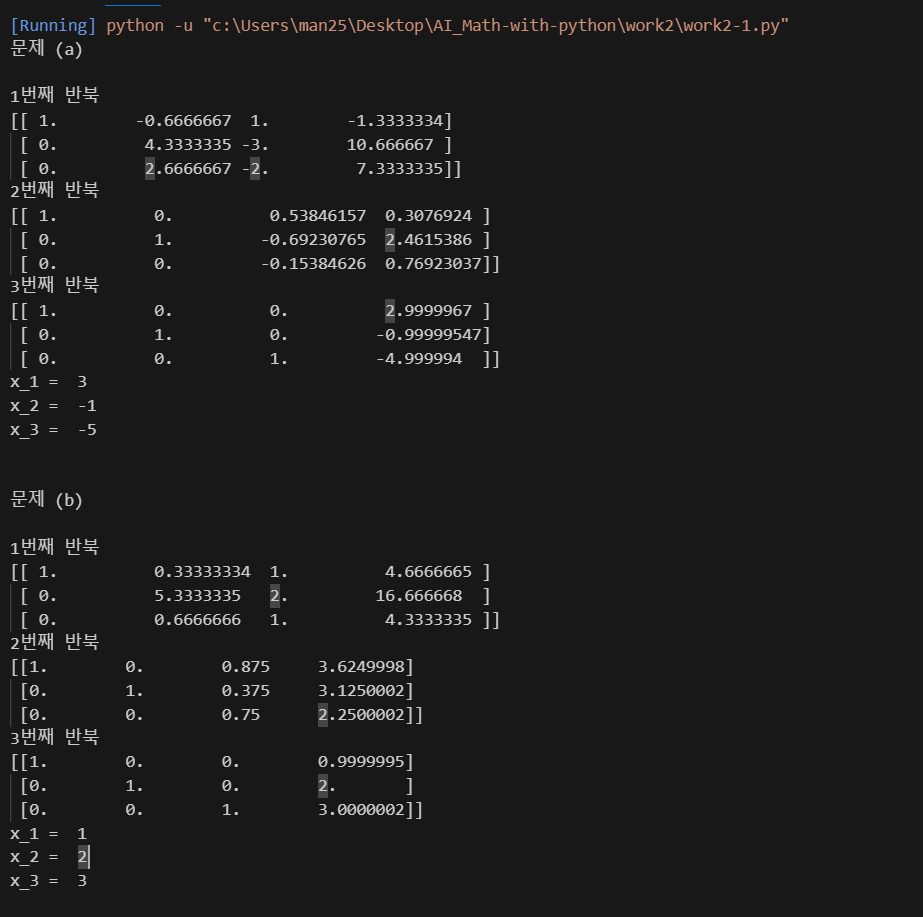 [Running] python -u "c:\Users\man25\Desktop\AI_Math-with-python\work2\work2-1.py"
문제 (a)
1번째 반북
[[ 1.         -0.6666667  1.        -1.3333334]
 [ 0.          4.3333335 -3.        10.666667 ]
 [ 0.          2.6666667 -2.         7.3333335]]
2번째 반북
[[ 1.          0.          0.53846157  0.3076924 ]
 [ 0.          1.         -0.69230765  2.4615386 ]
 [ 0.          0.         -0.15384626  0.76923037]]
3번째 반북
[[ 1.          0.          0.          2.9999967 ]
 [ 0.          1.          0.         -0.99999547]
 [ 0.          0.          1.         -4.999994  ]]
x_1 =  3
x_2 =  -1
x_3 =  -5
문제 (b)
1번째 반북
[[ 1.          0.33333334  1.          4.6666665 ]
 [ 0.          5.3333335   2.         16.666668  ]
 [ 0.          0.6666666   1.          4.3333335 ]]
2번째 반북
[[1.        0.        0.875     3.6249998]
 [0.        1.        0.375     3.1250002]
 [0.        0.        0.75      2.2500002]]
3번째 반북
[[1.        0.        0.        0.9999995]
 [0.        1.        0.        2.       ]
 [0.        0.        1.        3.0000002]]
x_1 =  1
x_2 =  2
x_3 =  3